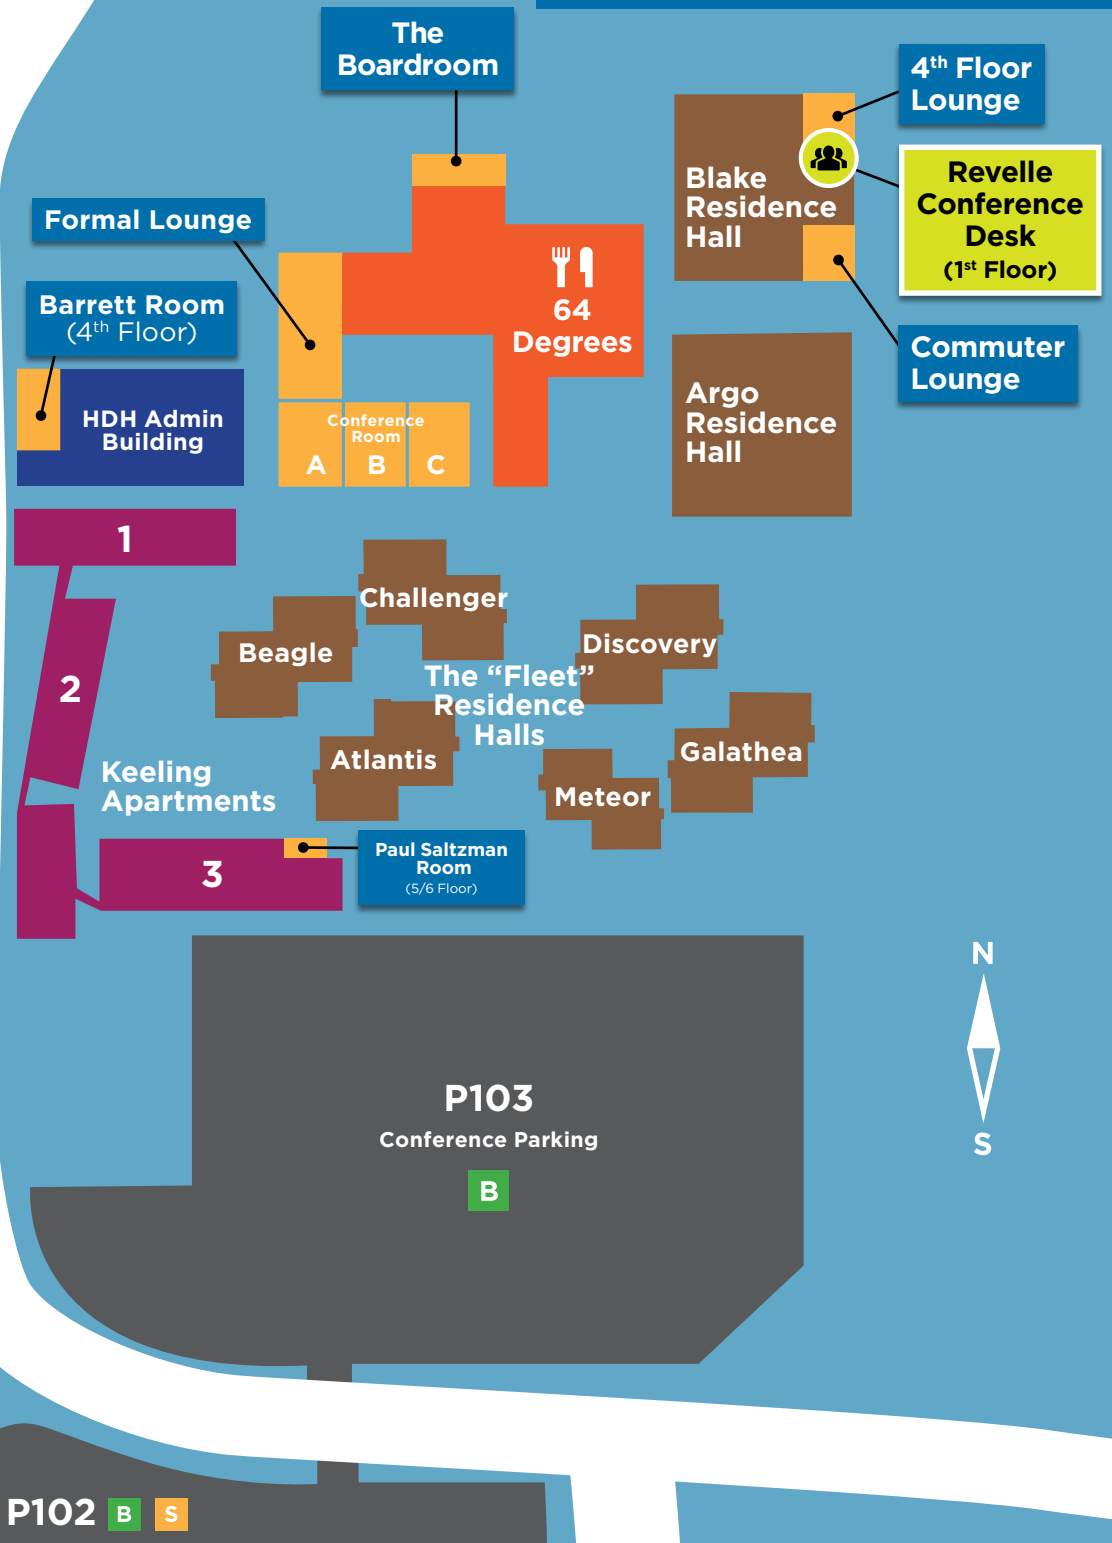 The
Boardroom
4th Floor
Lounge
Revelle
Conference
Desk
(1st Floor)
Blake
Residence
Hall
Formal Lounge
64
Degrees
Barrett Room
(4th Floor)
Commuter
Lounge
HDH Admin
Building
Conference
Room
A B C
Argo
Residence
Hall
1
Challenger
Beagle
Discovery
2
The “Fleet”
Residence
Halls
Atlantis
Galathea
Keeling
Apartments
Meteor
3
Paul Saltzman
Room
(5/6 Floor)
N
S
P103
Conference Parking
B
P102 B S